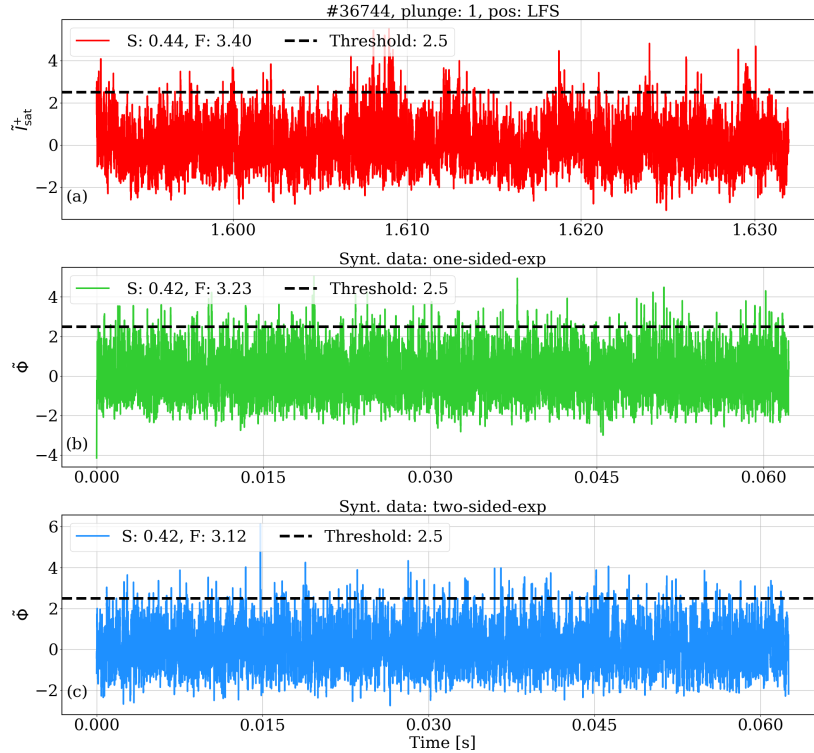 #36744, plunge: 1, pos: LFS
S: 0.44, F: 3.40 Threshold: 2.5
4
2
0
−2
Ĩ⁺sat
(a)
1.600 1.610 1.620 1.630
Synt. data: one-sided-exp
S: 0.42, F: 3.23 Threshold: 2.5
4
2
0
−2
−4
Φ̃
(b)
0.000 0.015 0.030 0.045 0.060
Synt. data: two-sided-exp
S: 0.42, F: 3.12 Threshold: 2.5
6
4
2
0
−2
Φ̃
(c)
0.000 0.015 0.030 0.045 0.060
Time [s]